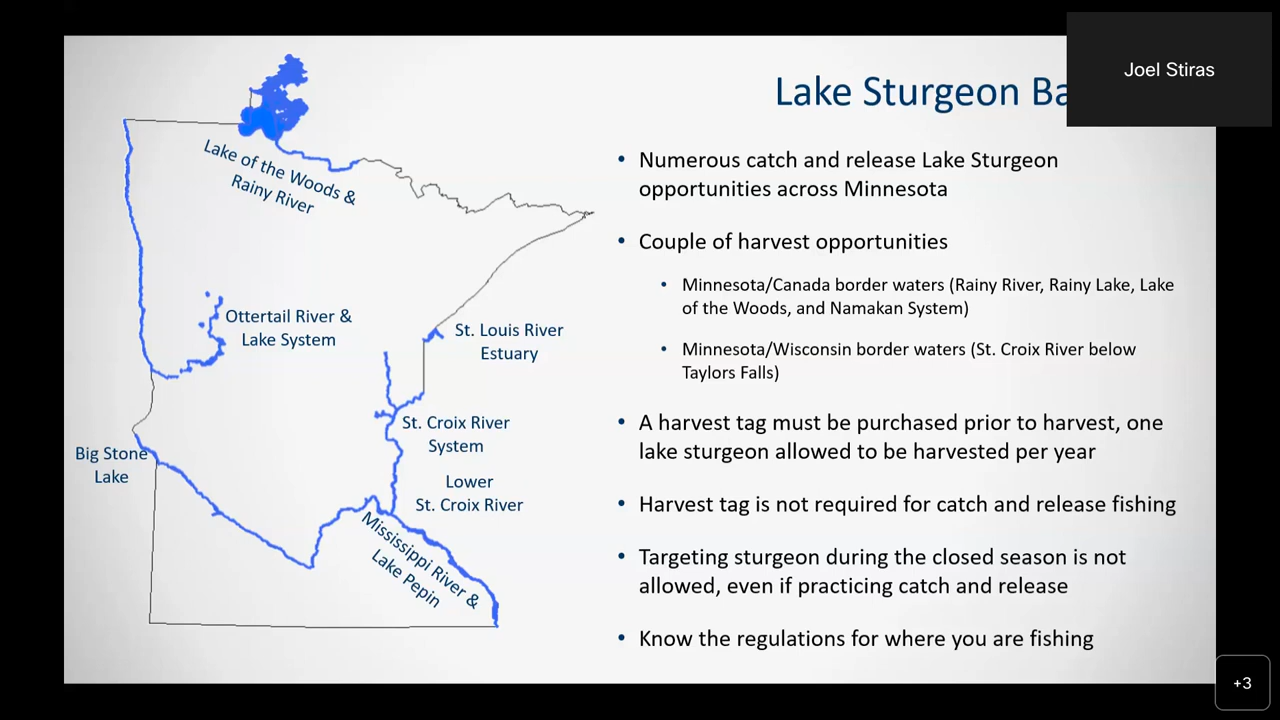 Joel Stiras
Lake Sturgeon
• Numerous catch and release Lake Sturgeon
opportunities across Minnesota
• Couple of harvest opportunities
• Minnesota/Canada border waters (Rainy River, Rainy Lake, Lake
of the Woods, and Namakan System)
• Minnesota/Wisconsin border waters (St. Croix River below
Taylors Falls)
• A harvest tag must be purchased prior to harvest, one
lake sturgeon allowed to be harvested per year
• Harvest tag is not required for catch and release fishing
• Targeting sturgeon during the closed season is not
allowed, even if practicing catch and release
• Know the regulations for where you are fishing
Lake of the Woods &
Rainy River
Ottertail River &
Lake System
St. Louis River
Estuary
St. Croix River
System
Big Stone
Lake
Lower
St. Croix River
Mississippi River &
Lake Pepin
+3